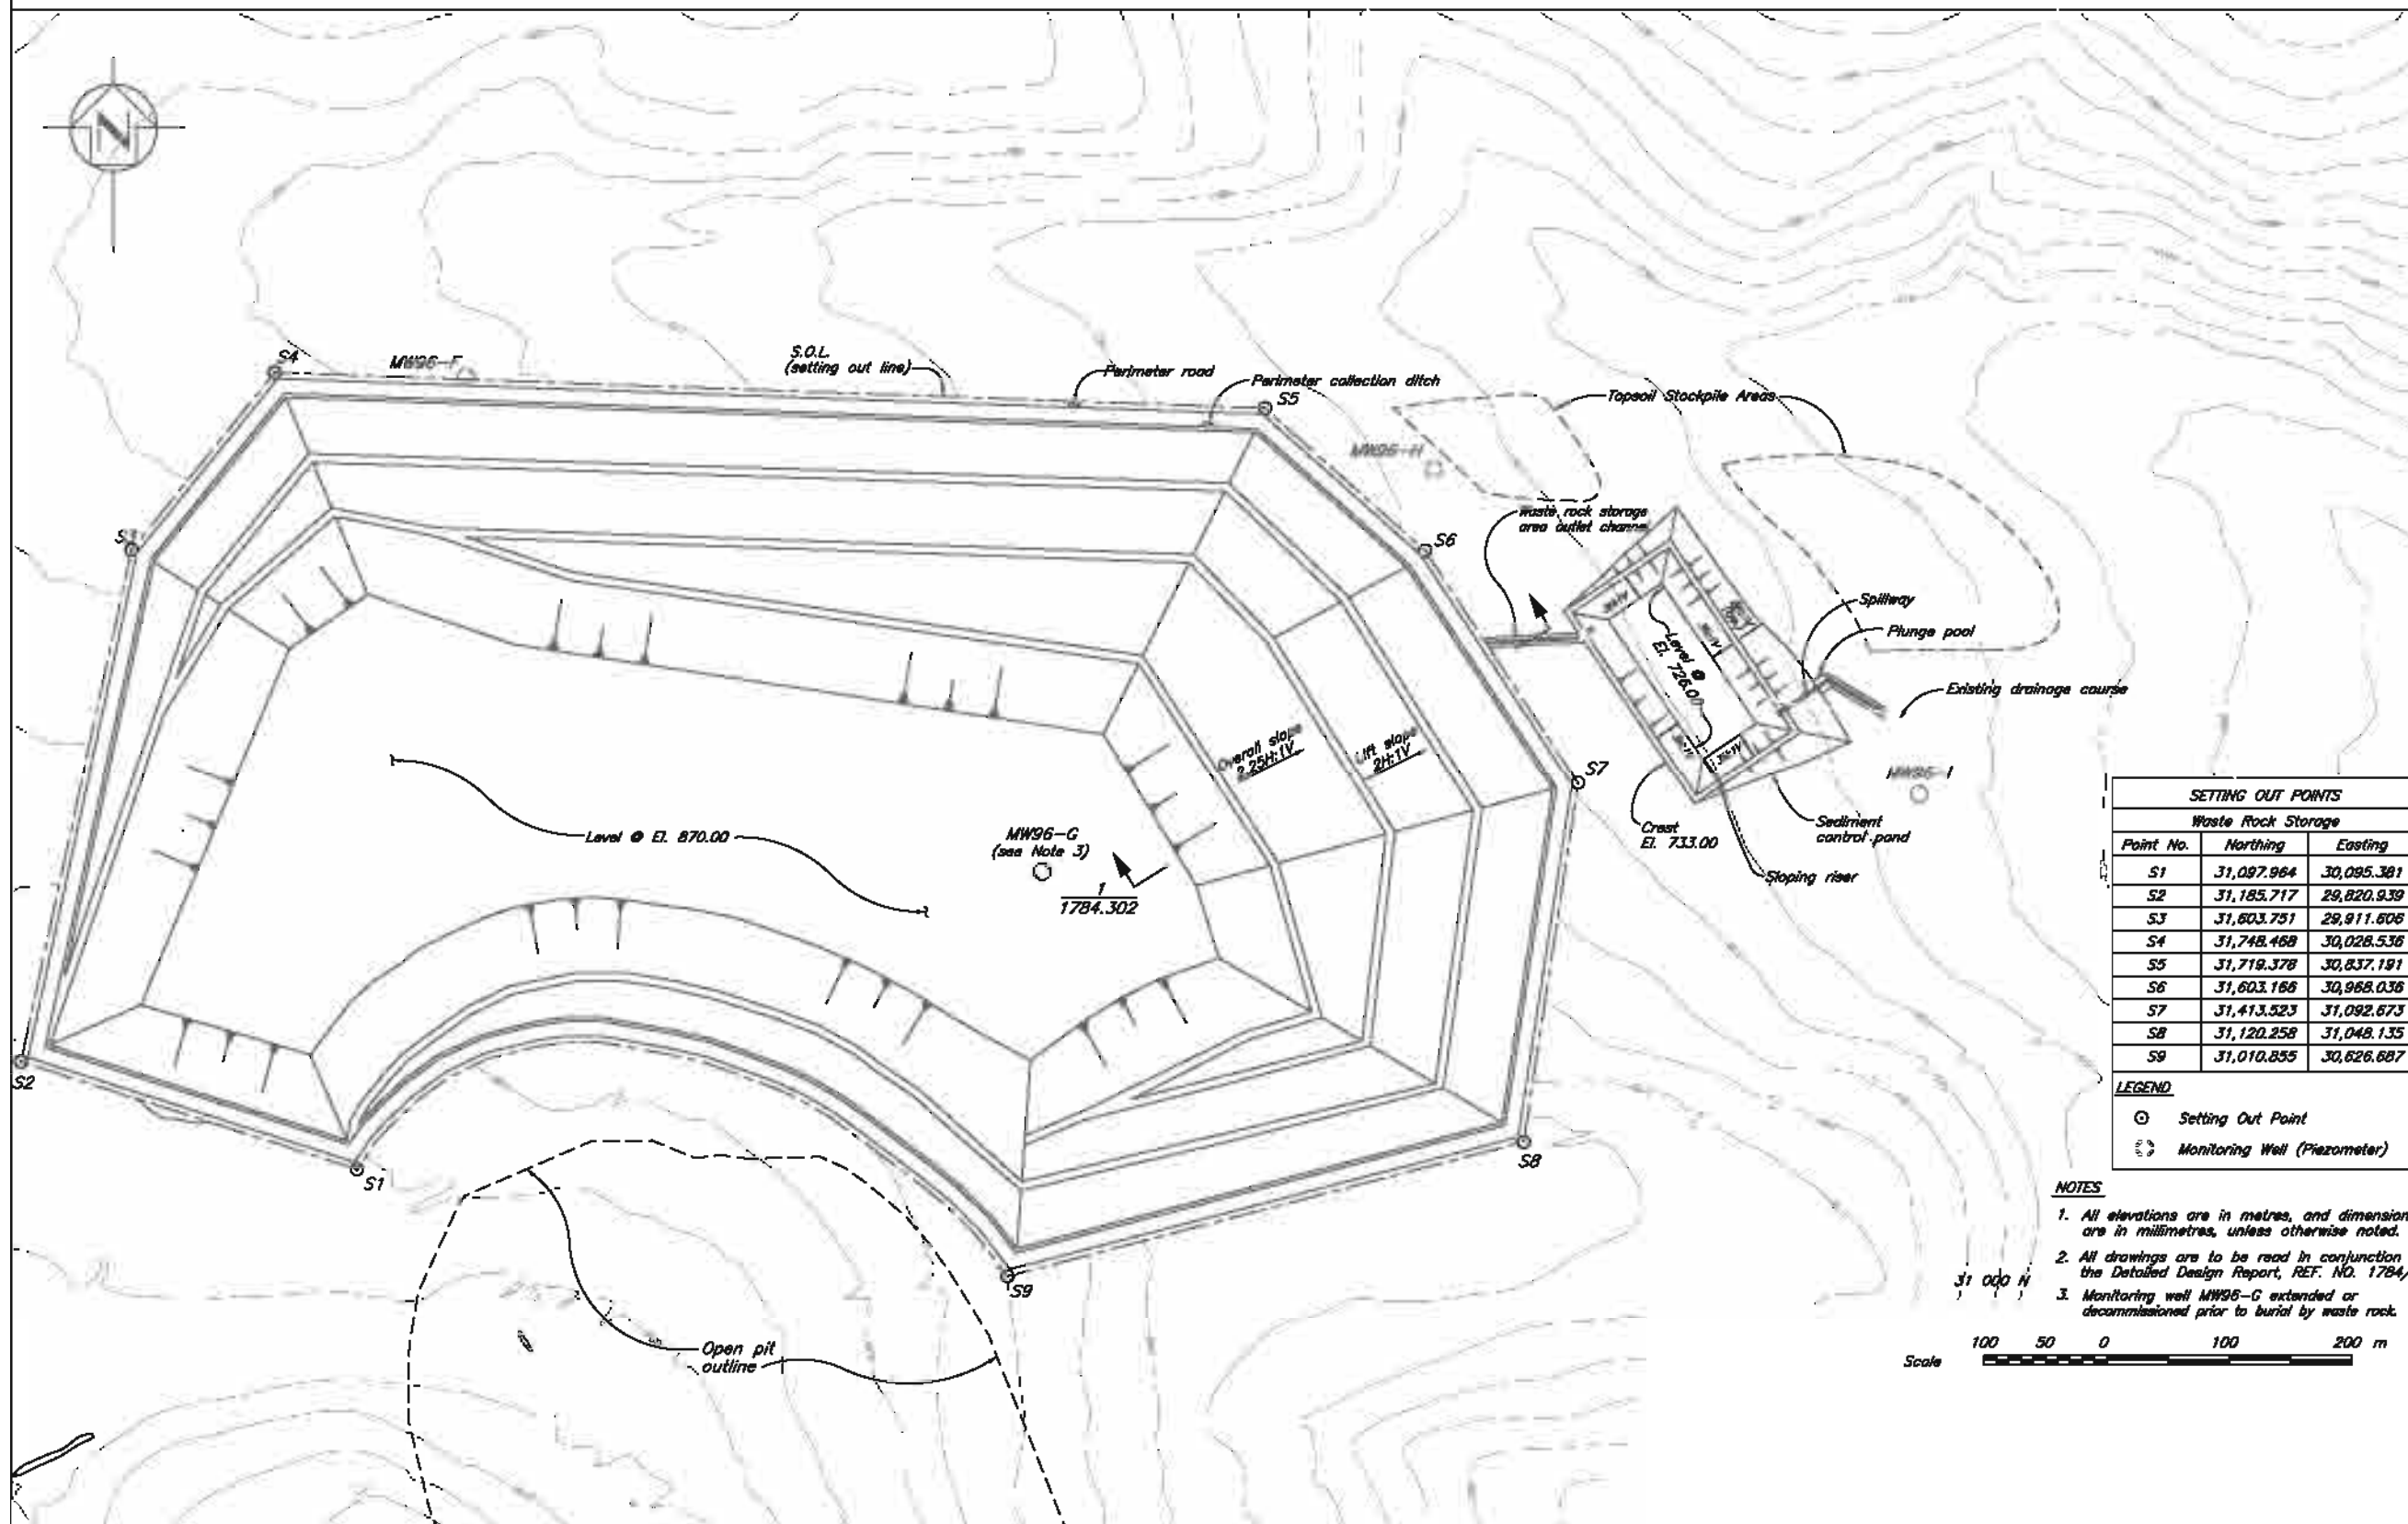 N
S4
MW96-F
S.O.L.
(setting out line)
Perimeter road
Perimeter collection ditch
S5
Topsoil Stockpile Areas
MW96-H
S3
S6
waste rock storage
area outlet channel
Spillway
Plunge pool
Level @
El. 726.00
Existing drainage course
Overall slope
2.25H:1V
Lift slope
2H:1V
S7
MW96-I
Level @ El. 870.00
MW96-G
(see Note 3)
1
1784.302
Crest
El. 733.00
Sediment
control pond
Sloping riser
S2
S1
S8
S9
Open pit
outline
SETTING OUT POINTS
Waste Rock Storage
Point No. Northing Easting
S1 31,097.964 30,095.381
S2 31,185.717 29,820.939
S3 31,603.751 29,911.606
S4 31,748.468 30,028.536
S5 31,719.378 30,837.191
S6 31,603.166 30,968.036
S7 31,413.523 31,092.673
S8 31,120.258 31,048.135
S9 31,010.855 30,626.687
LEGEND
Setting Out Point
Monitoring Well (Piezometer)
NOTES
1. All elevations are in metres, and dimension
are in millimetres, unless otherwise noted.
2. All drawings are to be read in conjunction
the Detailed Design Report, REF. NO. 1784/
3. Monitoring well MW96-G extended or
decommissioned prior to burial by waste rock.
31 000 N
Scale
100 50 0 100 200 m